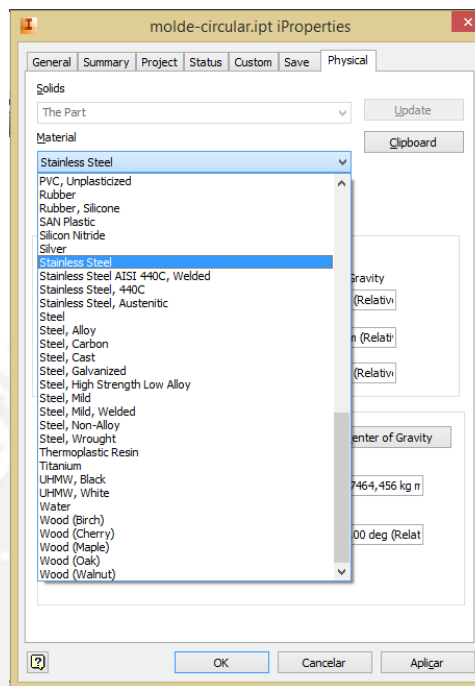 molde-circular.ipt iProperties
General Summary Project Status Custom Save Physical
Solids
The Part
Update
Material
Clipboard
Stainless Steel
PVC, Unplasticized
Rubber
Rubber, Silicone
SAN Plastic
Silicon Nitride
Silver
Stainless Steel
Stainless Steel AISI 440C, Welded
Stainless Steel, 440C
Stainless Steel, Austenitic
Steel
Steel, Alloy
Steel, Carbon
Steel, Cast
Steel, Galvanized
Steel, High Strength Low Alloy
Steel, Mild
Steel, Mild, Welded
Steel, Non-Alloy
Steel, Wrought
Thermoplastic Resin
Titanium
UHMW, Black
UHMW, White
Water
Wood (Birch)
Wood (Cherry)
Wood (Maple)
Wood (Oak)
Wood (Walnut)
Gravity
(Relativ
(Relati
(Relativ
enter of Gravity
7464,456 kg m
00 deg (Relat
OK Cancelar Aplicar